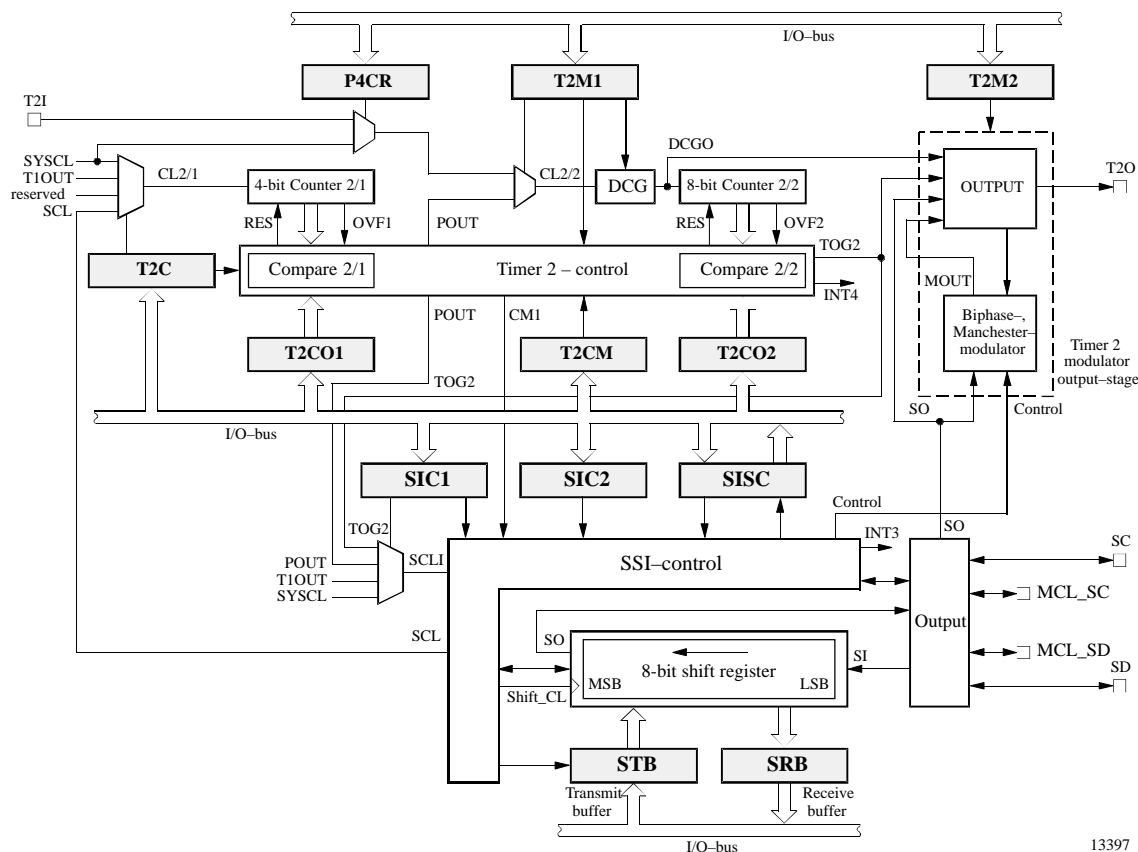 I/O–bus
P4CR
T2M1
T2M2
T2I
DCGO
SYSCL
T1OUT
reserved
SCL
CL2/1
4-bit Counter 2/1
CL2/2
DCG
8-bit Counter 2/2
OUTPUT
T2O
RES
OVF1
POUT
RES
OVF2
TOG2
T2C
Compare 2/1
Timer 2 – control
Compare 2/2
INT4
MOUT
POUT
CM1
Biphase–,
Manchester–
modulator
Timer 2
modulator
output–stage
T2CO1
T2CM
T2CO2
TOG2
SO
Control
I/O–bus
SIC1
SIC2
SISC
Control
TOG2
INT3
SO
SC
POUT
T1OUT
SYSCL
SCLI
SSI–control
MCL_SC
Output
SCL
SO
SI
MCL_SD
8-bit shift register
SD
MSB
LSB
Shift_CL
STB
SRB
Transmit
buffer
Receive
buffer
I/O–bus
13397